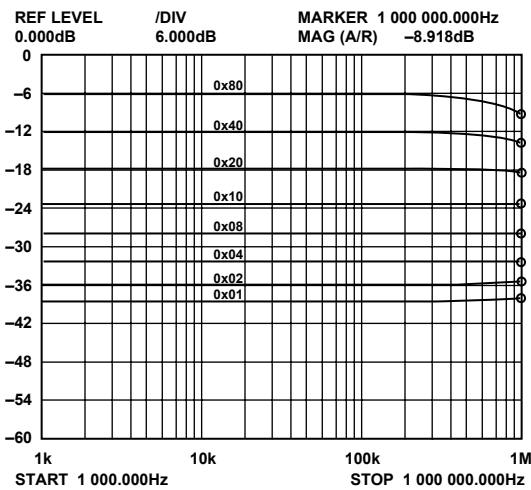 REF LEVEL /DIV MARKER 1 000 000.000Hz
0.000dB 6.000dB MAG (A/R) –8.918dB
0
0x80
–6
0x40
–12
0x20
–18
0x10
–24
0x08
–30
0x04
0x02
–36
0x01
–42
–48
–54
–60
1k 10k 100k 1M
START 1 000.000Hz STOP 1 000 000.000Hz